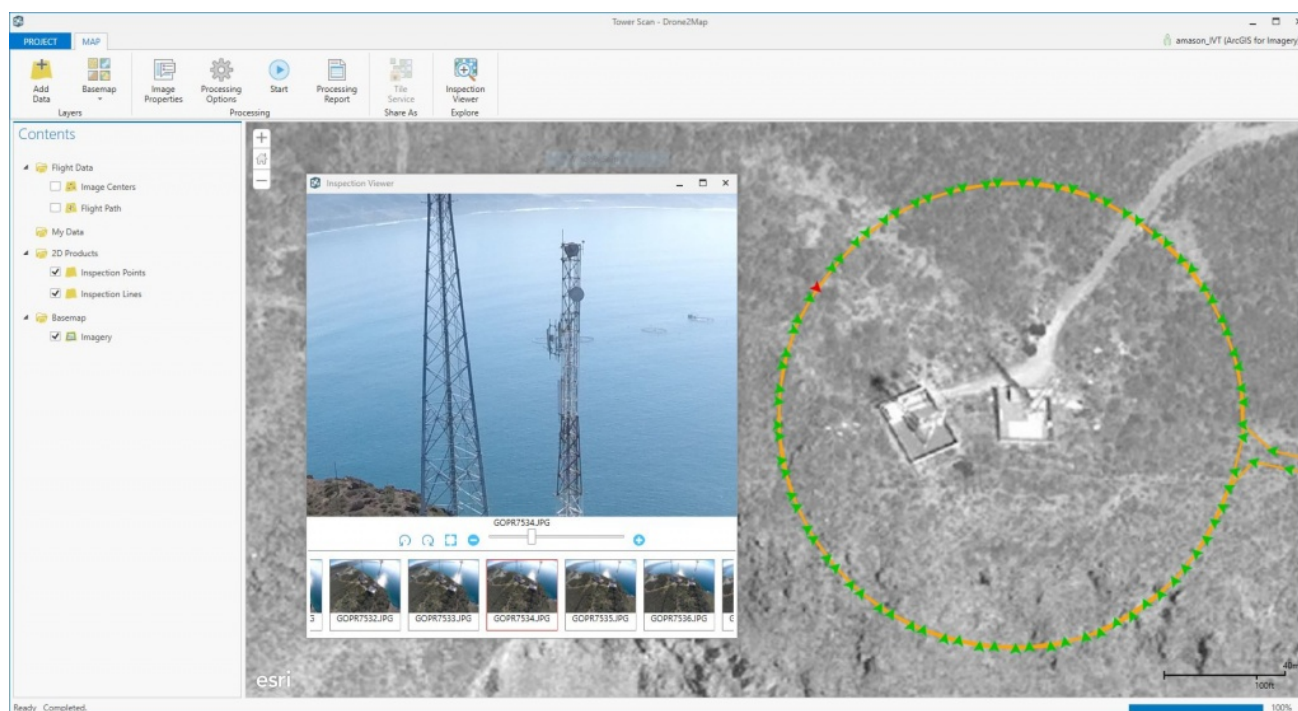 Tower Scan - Drone2Map
PROJECT MAP
amason_IVT (ArcGIS for Imagery)
Add Data
Basemap
Image Properties
Processing Options
Start
Processing Report
Tile Service
Inspection Viewer
Layers
Processing
Share As
Explore
Contents
Flight Data
Image Centers
Flight Path
My Data
2D Products
Inspection Points
Inspection Lines
Basemap
Imagery
Inspection Viewer
GOPR7534.JPG
GOPR7532.JPG GOPR7533.JPG GOPR7534.JPG GOPR7535.JPG GOPR7536.JPG
esri
100ft
Ready Completed.
100%